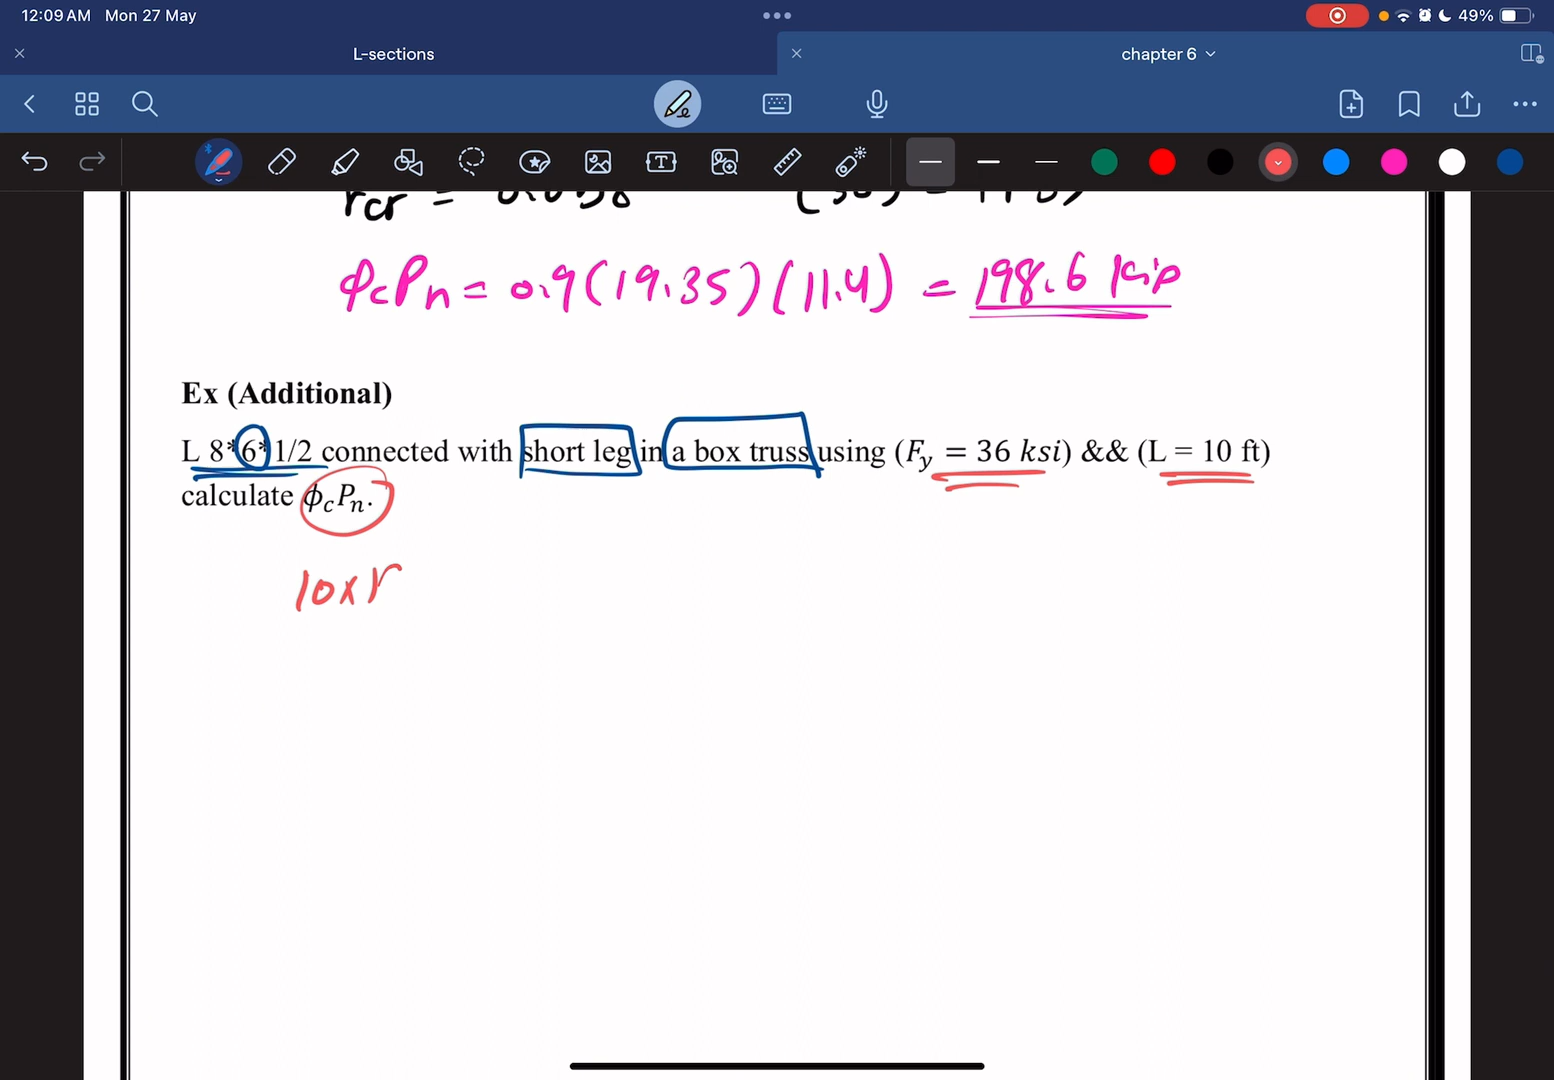 12:09 AM Mon 27 May
49%
L-sections
chapter 6
ϕcPn = 0.9(19.35)(11.4) = 198.6 kip
Ex (Additional)
L 8*6*1/2 connected with short leg in a box truss using (Fy = 36 ksi) && (L = 10 ft)
calculate ϕcPn.
10x1